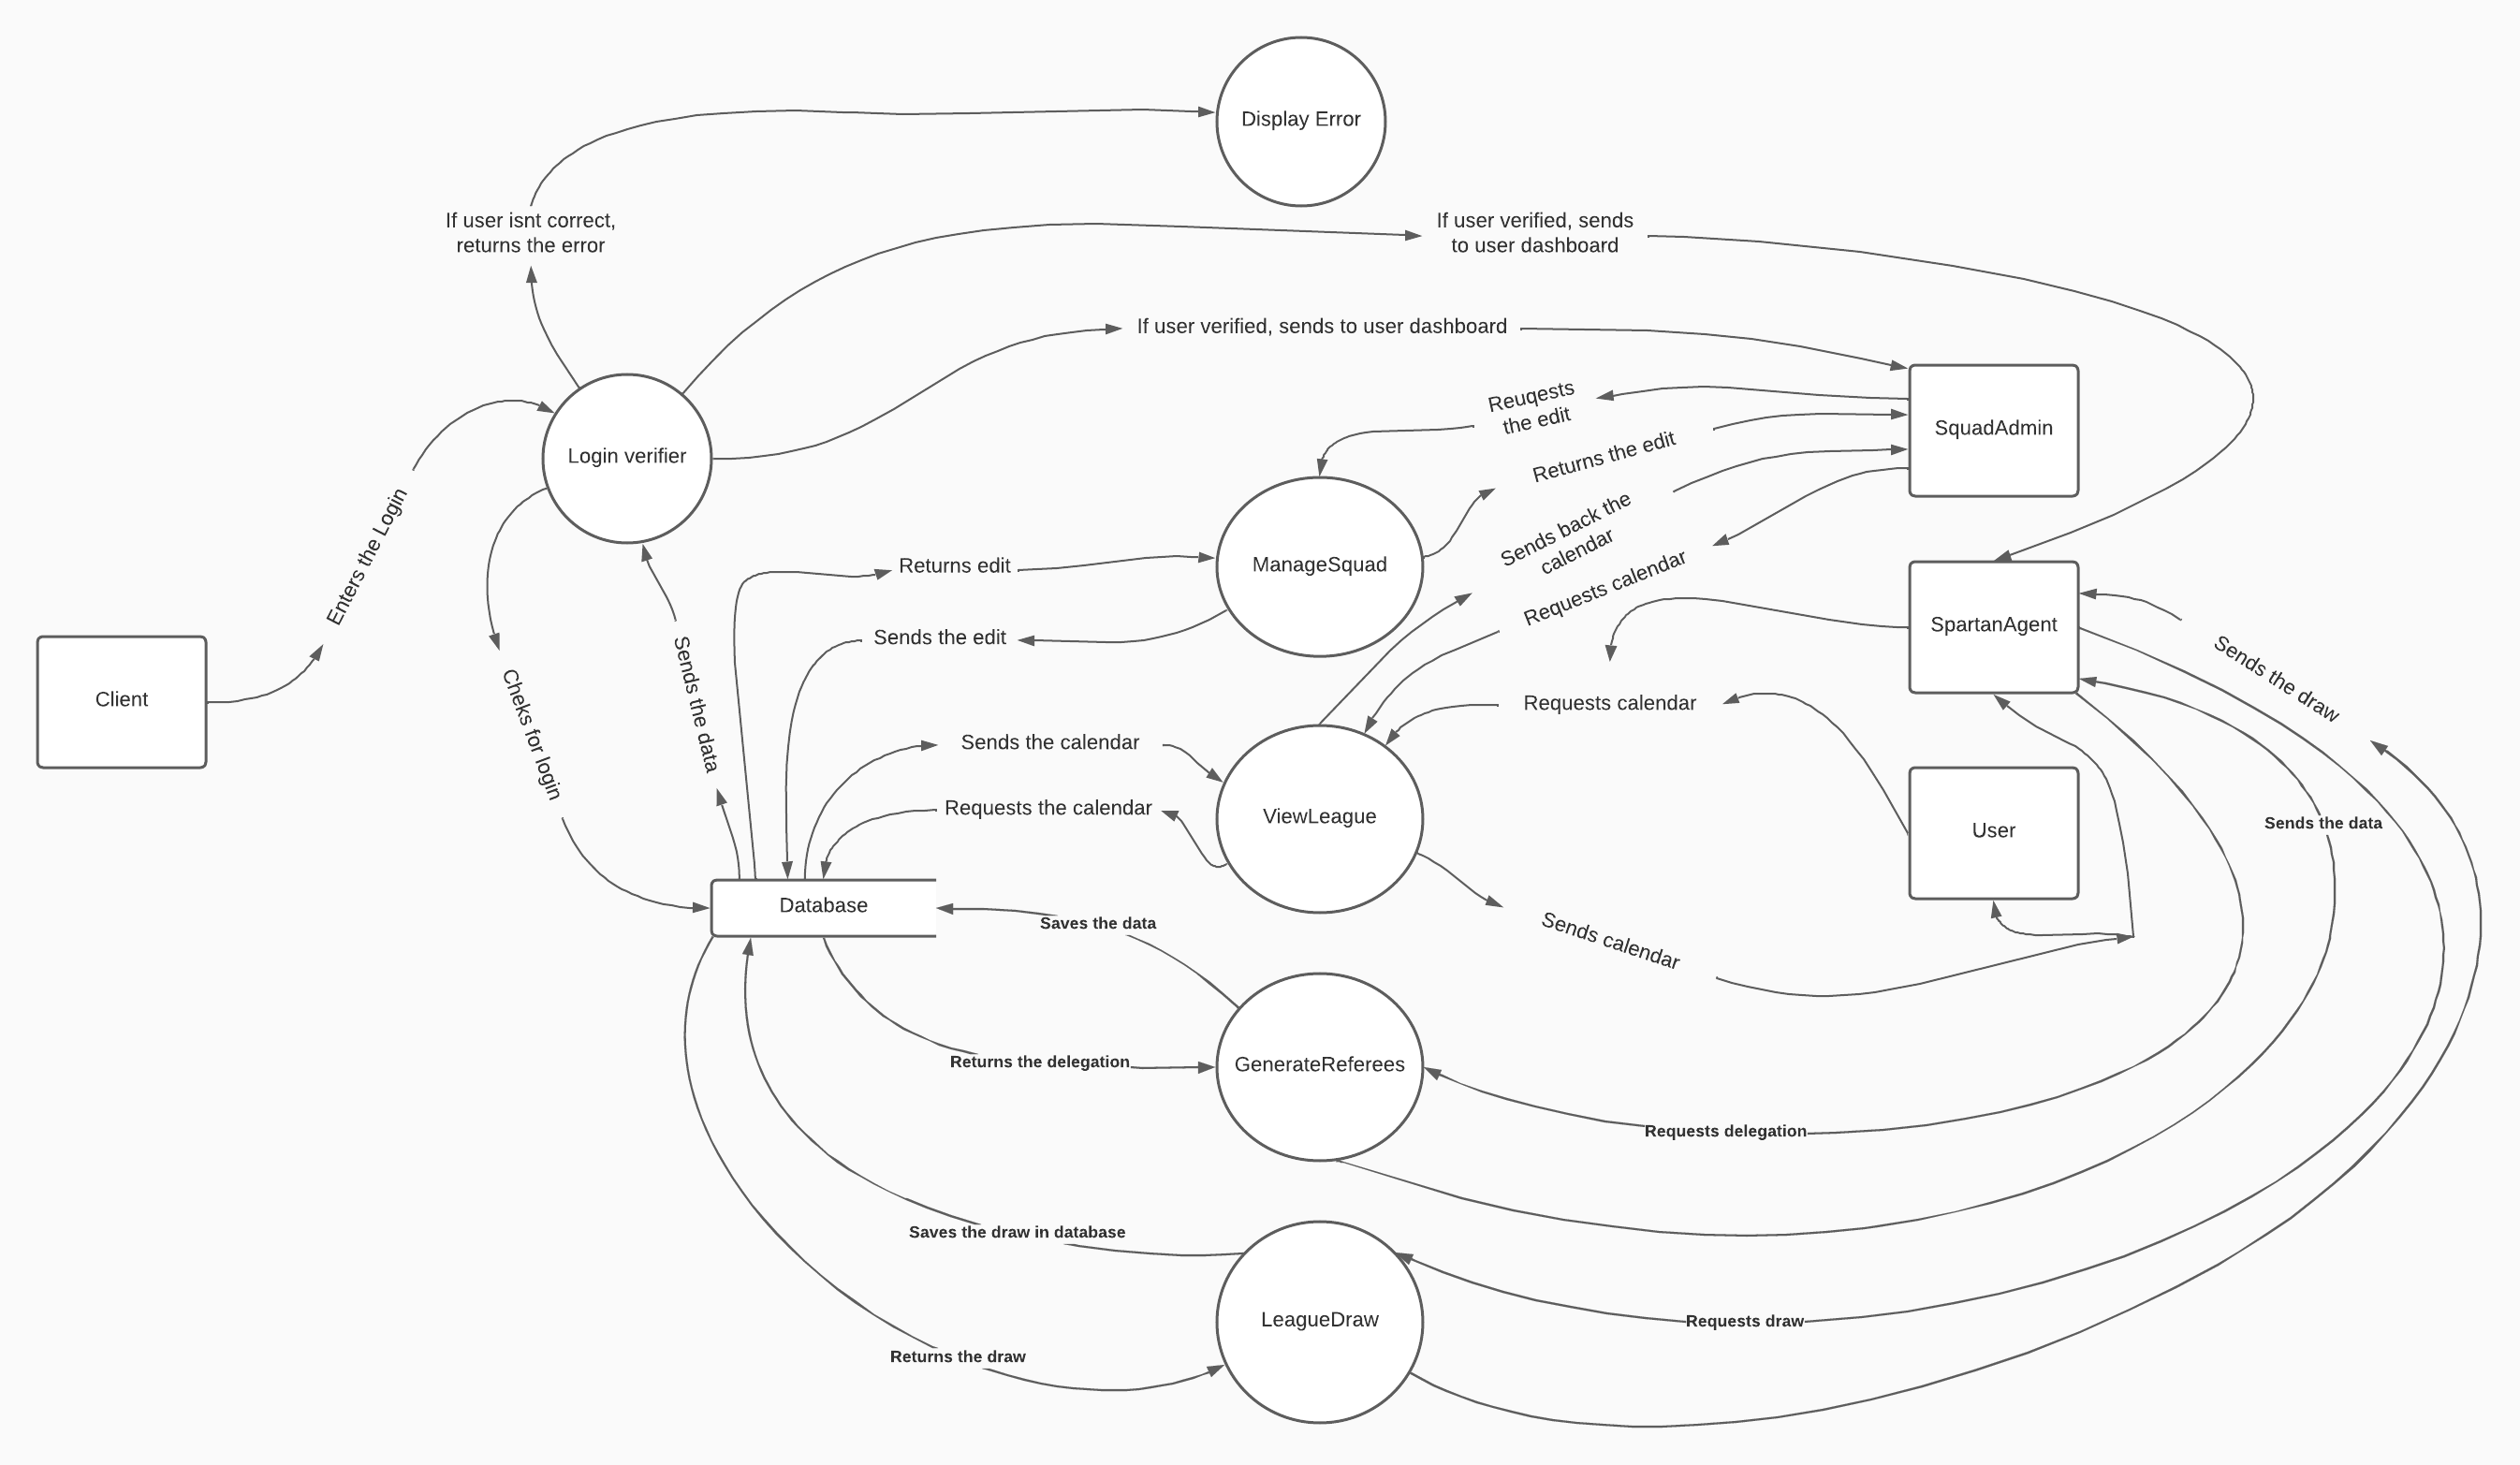 Display Error
If user isnt correct,
returns the error
If user verified, sends
to user dashboard
If user verified, sends to user dashboard
Reuqests
the edit
SquadAdmin
Returns the edit
Login verifier
Enters the Login
Sends back the
calendar
Returns edit
ManageSquad
Requests calendar
Sends the edit
SpartanAgent
Sends the draw
Client
Cheks for login
Sends the data
Requests calendar
Sends the calendar
Requests the calendar
ViewLeague
User
Sends the data
Database
Saves the data
Sends calendar
Returns the delegation
GenerateReferees
Requests delegation
Saves the draw in database
LeagueDraw
Requests draw
Returns the draw